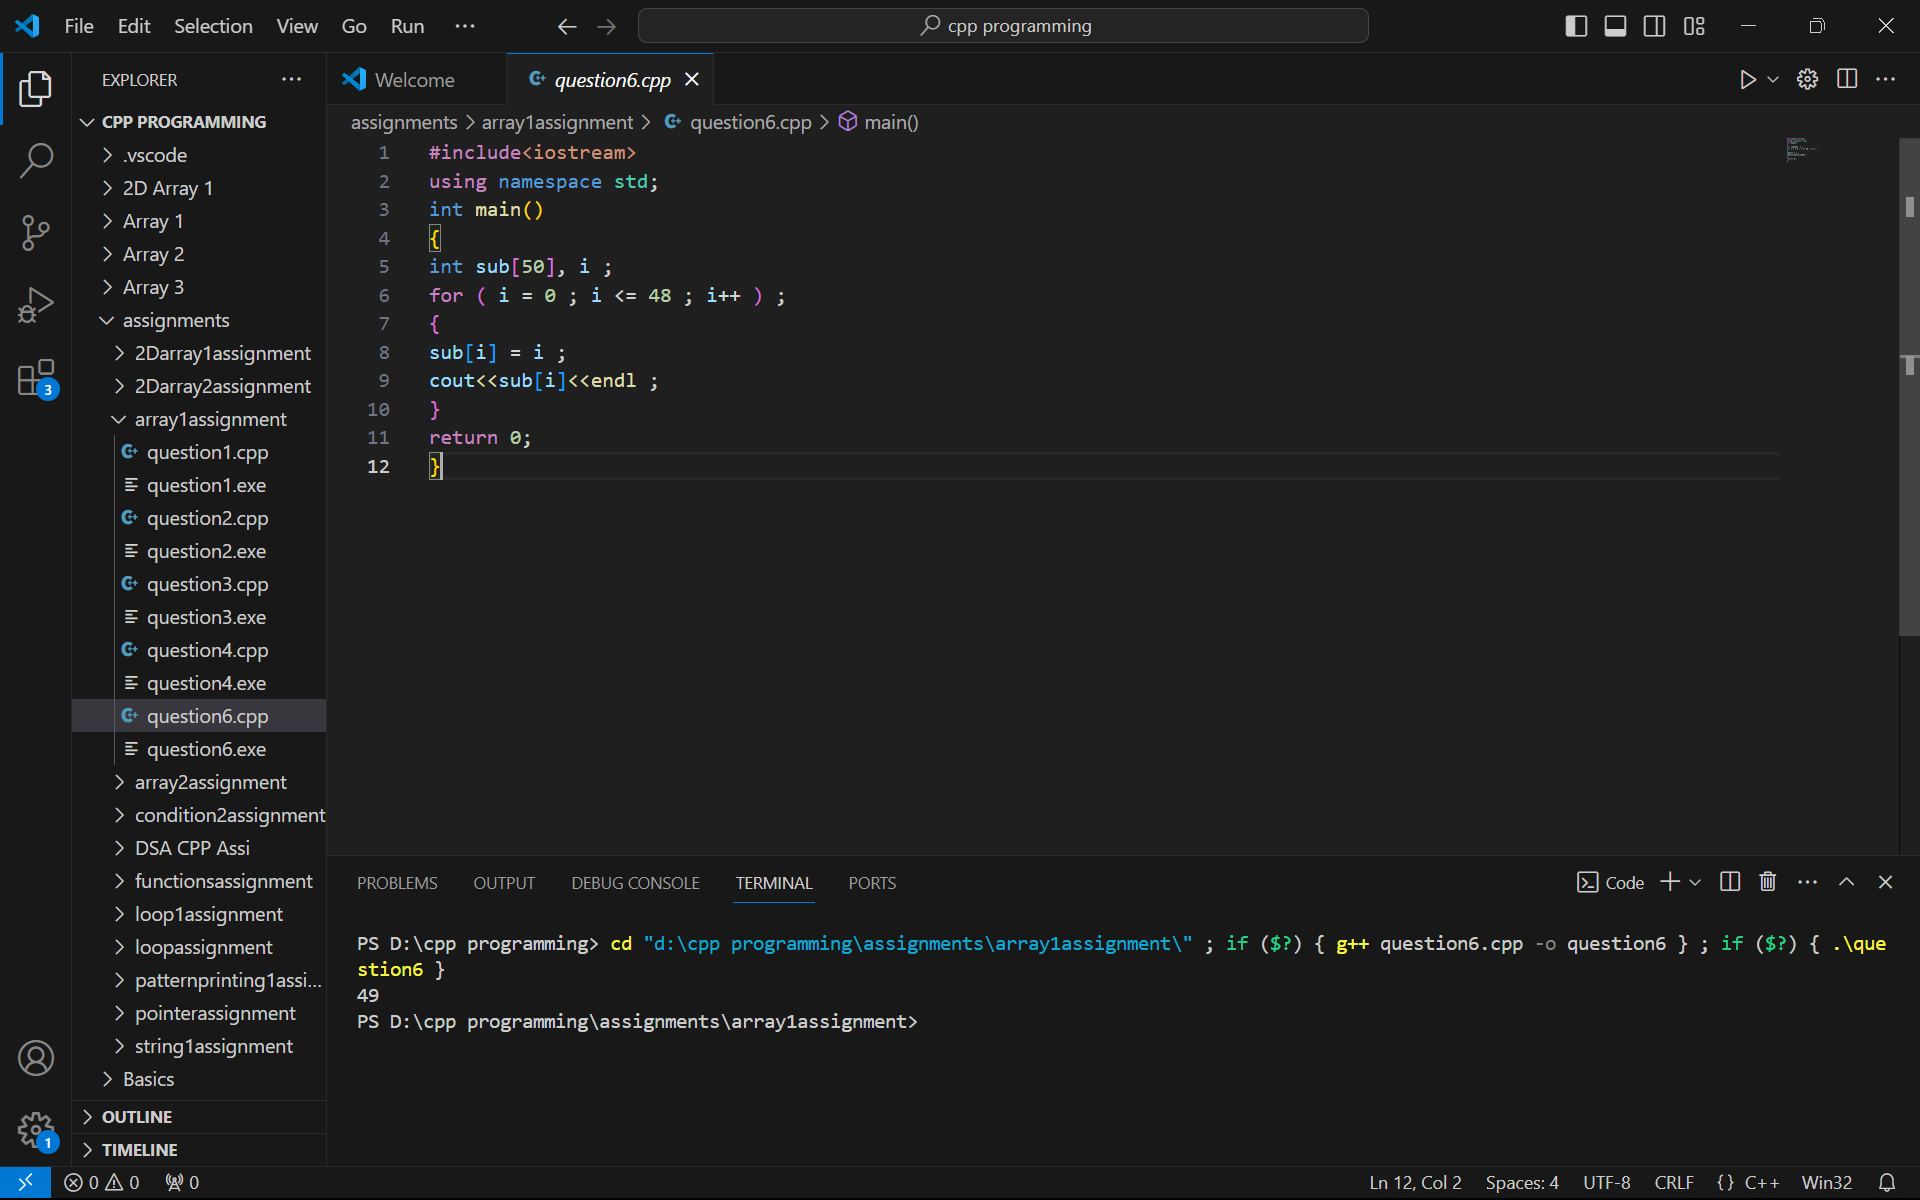 File Edit Selection View Go Run ··· cpp programming
EXPLORER ···
CPP PROGRAMMING
.vscode
2D Array 1
Array 1
Array 2
Array 3
assignments
2Darray1assignment
2Darray2assignment
array1assignment
question1.cpp
question1.exe
question2.cpp
question2.exe
question3.cpp
question3.exe
question4.cpp
question4.exe
question6.cpp
question6.exe
array2assignment
condition2assignment
DSA CPP Assi
functionsassignment
loop1assignment
loopassignment
patternprinting1assi...
pointerassignment
string1assignment
Basics
OUTLINE
TIMELINE
3
1
Welcome question6.cpp
assignments > array1assignment > question6.cpp > main()
1 #include<iostream>
2 using namespace std;
3 int main()
4 {
5 int sub[50], i ;
6 for ( i = 0 ; i <= 48 ; i++ ) ;
7 {
8 sub[i] = i ;
9 cout<<sub[i]<<endl ;
10 }
11 return 0;
12 }
PROBLEMS OUTPUT DEBUG CONSOLE TERMINAL PORTS Code
PS D:\cpp programming> cd "d:\cpp programming\assignments\array1assignment\" ; if ($?) { g++ question6.cpp -o question6 } ; if ($?) { .\que
stion6 }
49
PS D:\cpp programming\assignments\array1assignment>
0 0 0 Ln 12, Col 2 Spaces: 4 UTF-8 CRLF {} C++ Win32